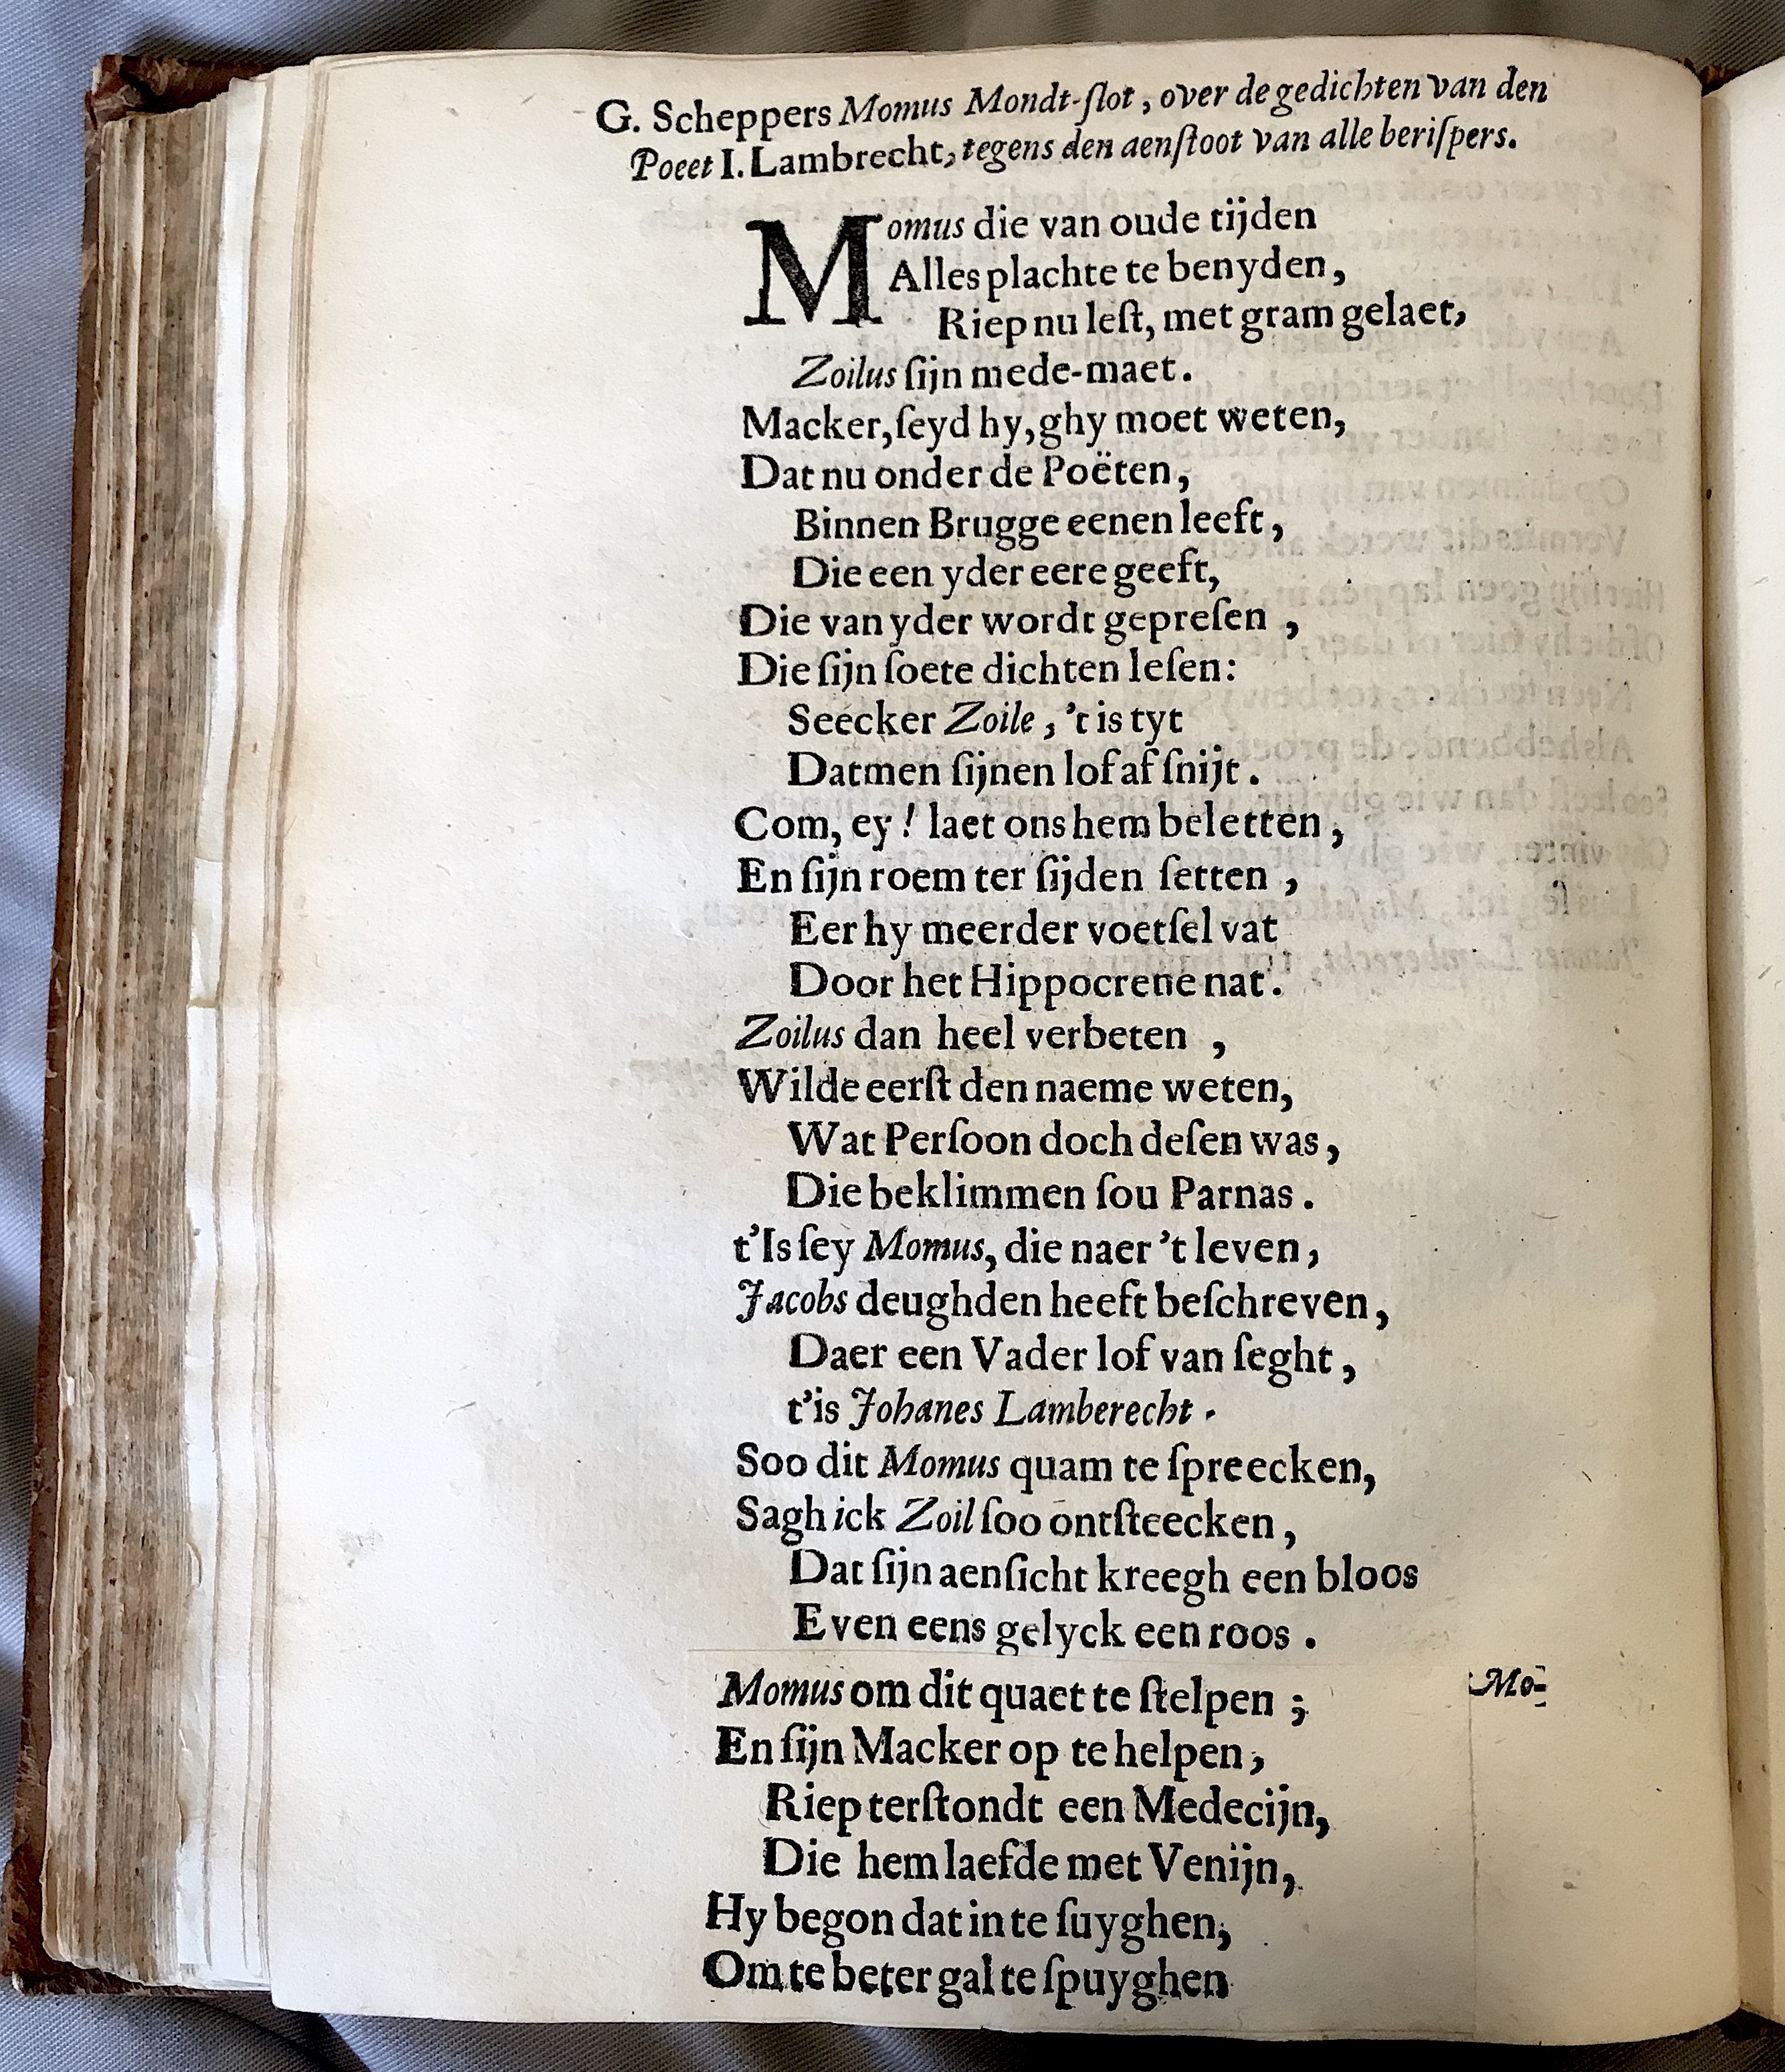 G. Scheppers Momus Mondt-ſlot, over de gedichten van den
Poeet I. Lambrecht, tegens den aenſtoot van alle beriſpers.
Momus die van oude tijden
Alles plachte te benyden,
Riep nu leſt, met gram gelaet,
Zoilus ſijn mede-maet.
Macker, ſeyd hy, ghy moet weten,
Dat nu onder de Poëten,
Binnen Brugge eenen leeft,
Die een yder eere geeft,
Die van yder wordt gepreſen,
Die ſijn ſoete dichten leſen:
Seecker Zoile, 't is tyt
Datmen ſijnen lof af ſnijt.
Com, ey! laet ons hem beletten,
En ſijn roem ter ſijden ſetten,
Eer hy meerder voetſel vat
Door het Hippocrene nat.
Zoilus dan heel verbeten,
Wilde eerſt den naeme weten,
Wat Perſoon doch deſen was,
Die beklimmen ſou Parnas.
t'Is ſey Momus, die naer 't leven,
Jacobs deughden heeft beſchreven,
Daer een Vader lof van ſeght,
t'is Johanes Lamberecht.
Soo dit Momus quam te ſpreecken,
Sagh ick Zoil ſoo ontſteecken,
Dat ſijn aenſicht kreegh een bloos
Even eens gelyck een roos.
Mo-
Momus om dit quaet te ſtelpen;
En ſijn Macker op te helpen,
Riep terſtondt een Medecijn,
Die hem laefde met Venijn,
Hy begon dat in te ſuyghen,
Om te beter gal te ſpuyghen